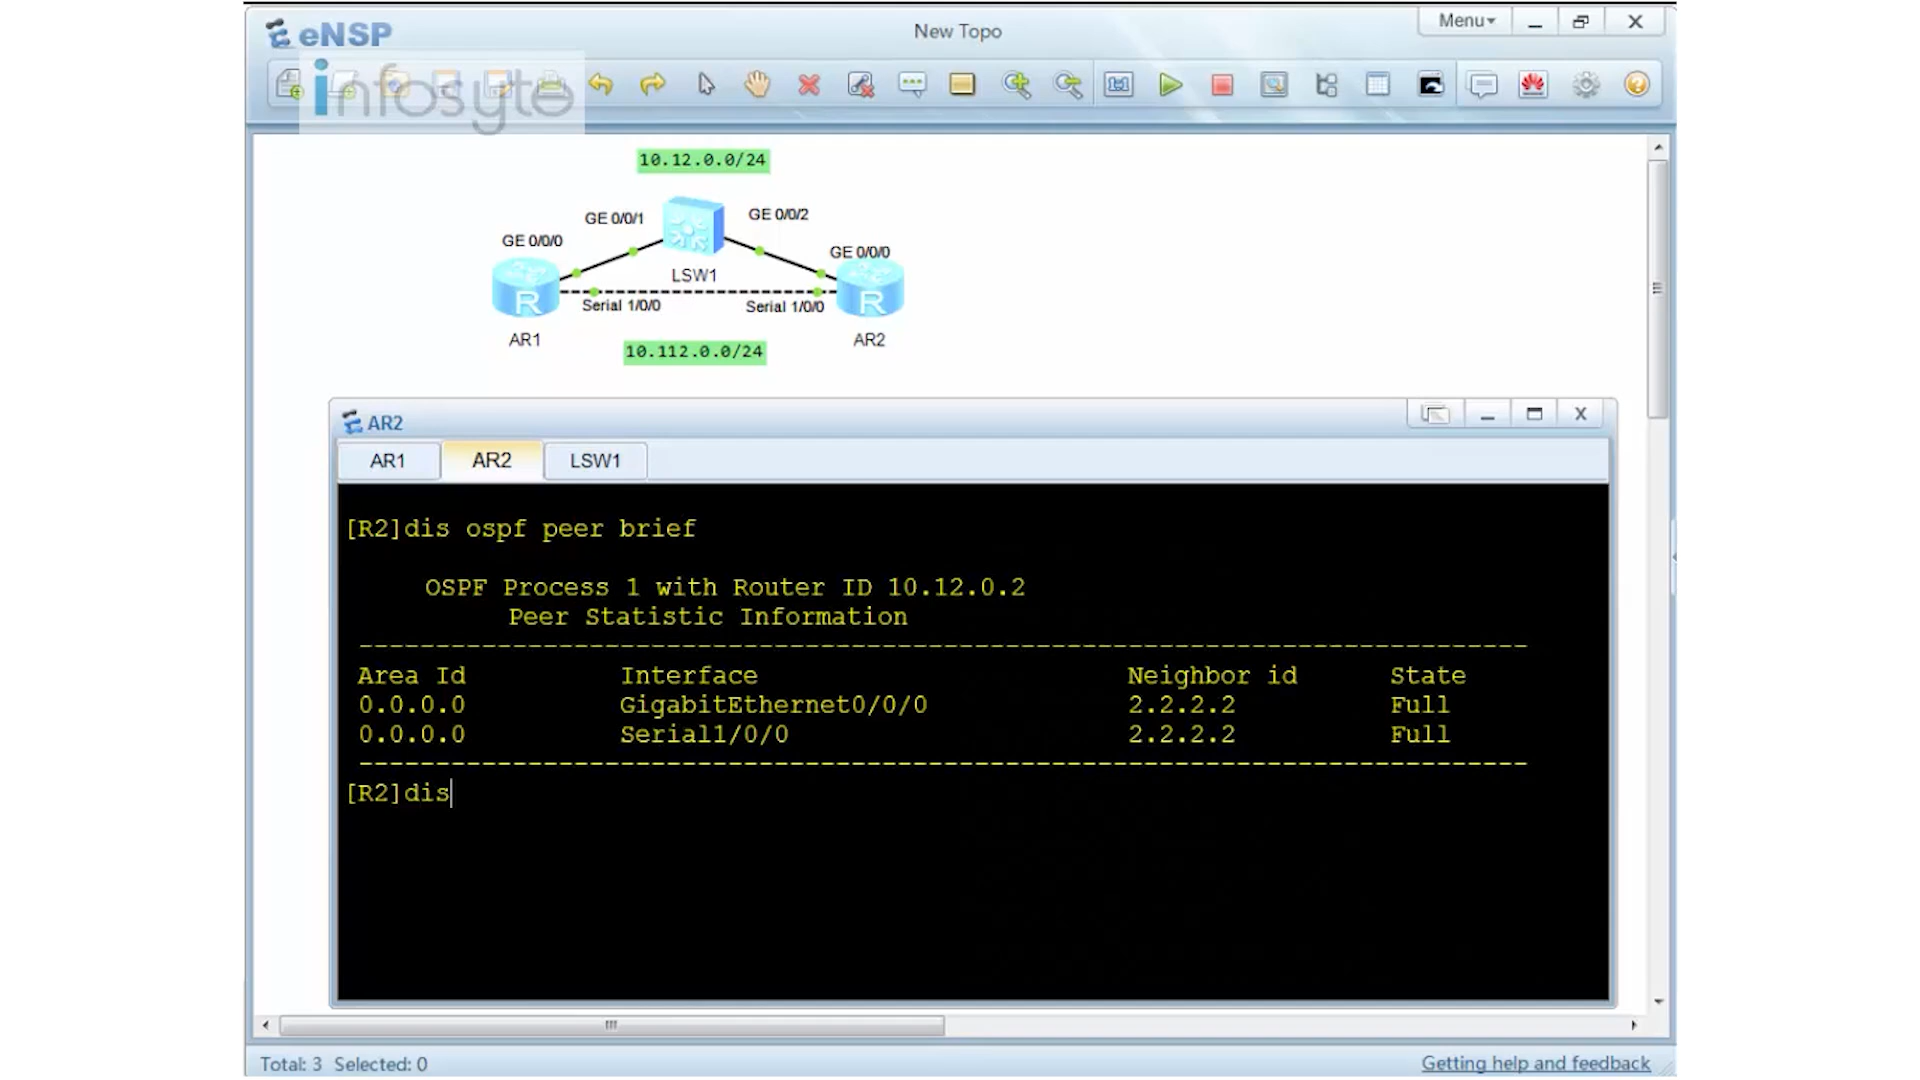 eNSP
New Topo
Menu
infosyte
10.12.0.0/24
GE 0/0/1
GE 0/0/2
GE 0/0/0
GE 0/0/0
LSW1
Serial 1/0/0
Serial 1/0/0
R
R
AR1
AR2
10.112.0.0/24
AR2
AR1 AR2 LSW1
[R2]dis ospf peer brief
OSPF Process 1 with Router ID 10.12.0.2
Peer Statistic Information
----------------------------------------------------------------------------
Area Id Interface Neighbor id State
0.0.0.0 GigabitEthernet0/0/0 2.2.2.2 Full
0.0.0.0 Serial1/0/0 2.2.2.2 Full
----------------------------------------------------------------------------
[R2]dis
Total: 3 Selected: 0
Getting help and feedback